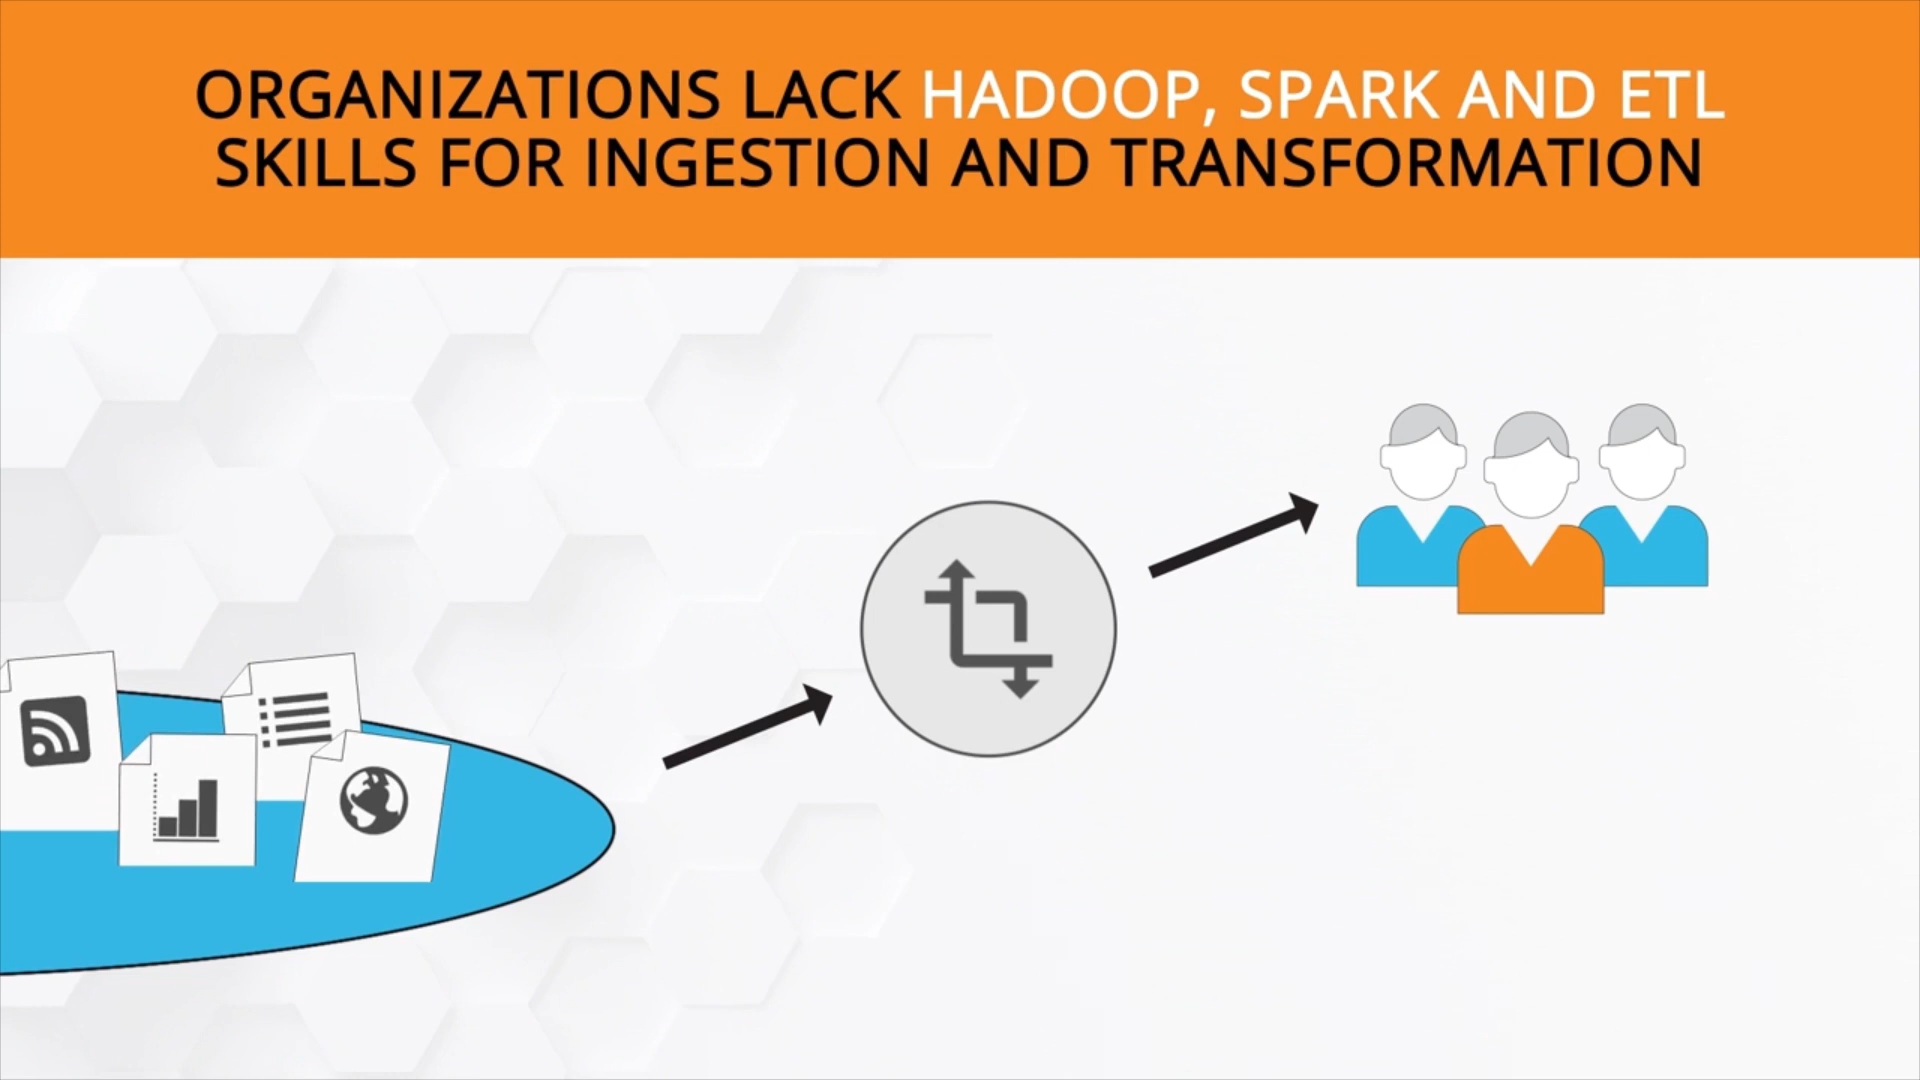 ORGANIZATIONS LACK HADOOP, SPARK AND ETL
SKILLS FOR INGESTION AND TRANSFORMATION